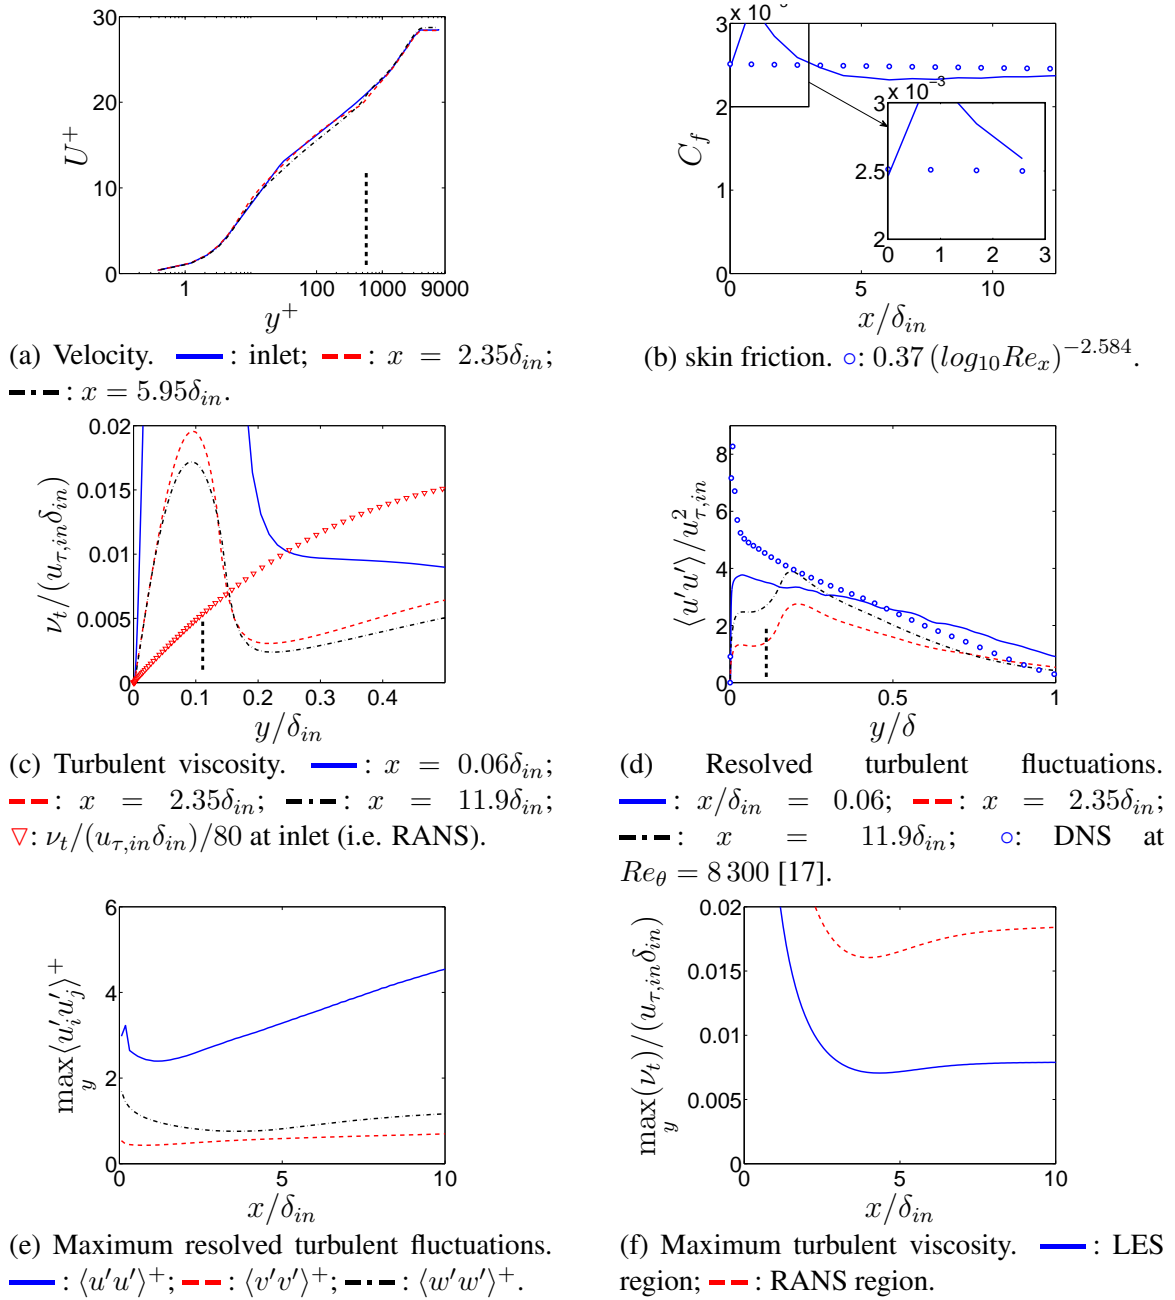 30
20
10
0
1
100
1000
9000
U⁺
y⁺
x 10
3
2
1
0
0
5
10
C_f
x/δ_in
x 10⁻³
3
2.5
2
0
1
2
3
(a) Velocity. : inlet; : x = 2.35δ_in;
: x = 5.95δ_in.
(b) skin friction. ○: 0.37 (log₁₀Re_x)^−2.584.
0.02
0.015
0.01
0.005
0
0
0.1
0.2
0.3
0.4
ν_t/(u_τ,in δ_in)
y/δ_in
8
6
4
2
0
0
0.5
1
⟨u′u′⟩/u²_τ,in
y/δ
(c) Turbulent viscosity. : x = 0.06δ_in;
: x = 2.35δ_in; : x = 11.9δ_in;
▽: ν_t/(u_τ,in δ_in)/80 at inlet (i.e. RANS).
(d) Resolved turbulent fluctuations.
: x/δ_in = 0.06; : x = 2.35δ_in;
: x = 11.9δ_in; ○: DNS at
Re_θ = 8 300 [17].
6
4
2
0
0
5
10
max_y⟨u′_i u′_j⟩⁺
x/δ_in
0.02
0.015
0.01
0.005
0
0
5
10
max_y(ν_t)/(u_τ,in δ_in)
x/δ_in
(e) Maximum resolved turbulent fluctuations.
: ⟨u′u′⟩⁺; : ⟨v′v′⟩⁺; : ⟨w′w′⟩⁺.
(f) Maximum turbulent viscosity. : LES
region; : RANS region.